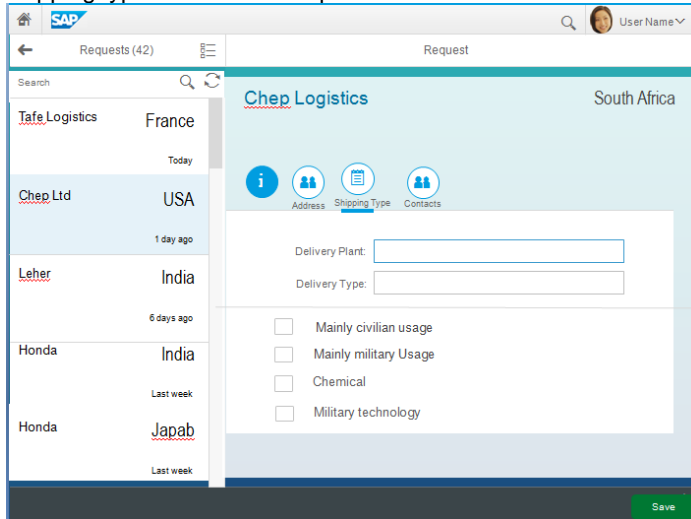 SAP
User Name
Requests (42)
Request
Search
Tafe Logistics
France
Today
Chep Ltd
USA
1 day ago
Leher
India
6 days ago
Honda
India
Last week
Honda
Japab
Last week
Chep Logistics
South Africa
i
Address
Shipping Type
Contacts
Delivery Plant:
Delivery Type:
Mainly civilian usage
Mainly military Usage
Chemical
Military technology
Save